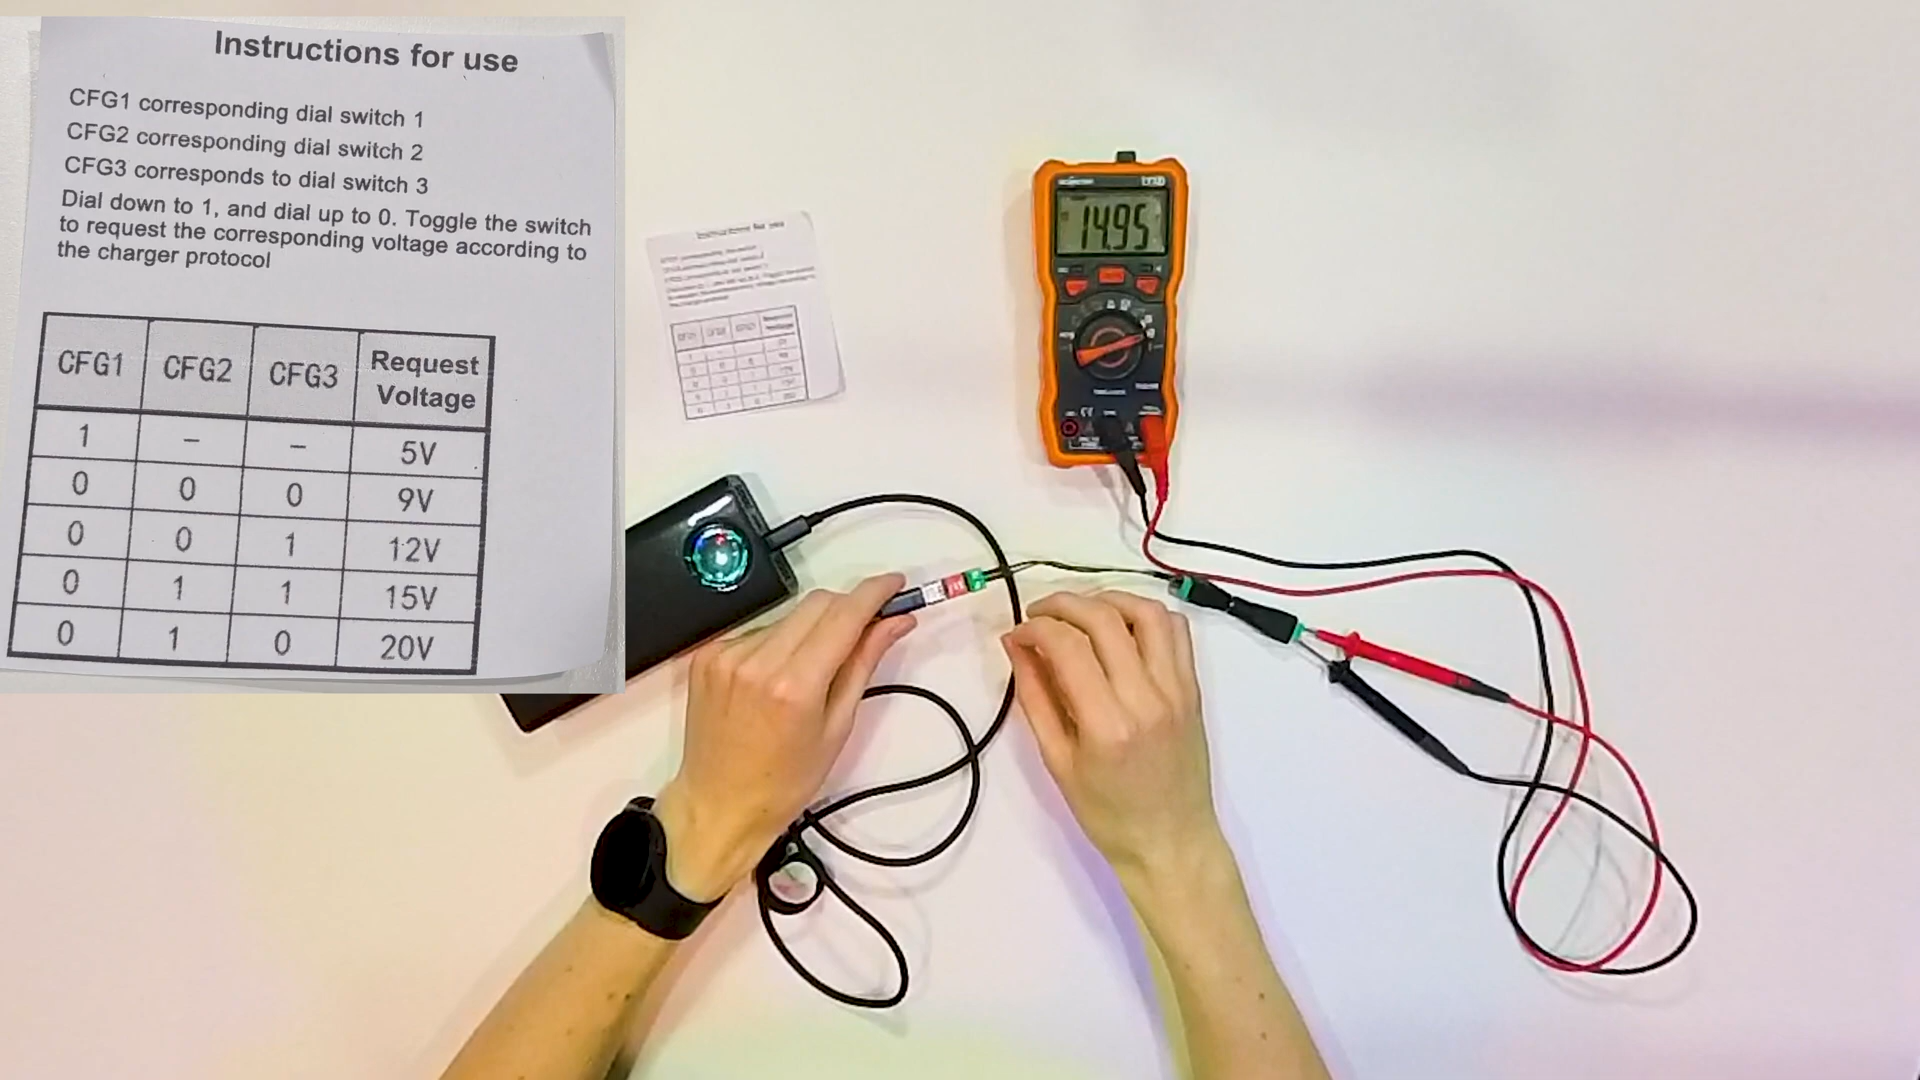 Instructions for use
CFG1 corresponding dial switch 1
CFG2 corresponding dial switch 2
CFG3 corresponds to dial switch 3
Dial down to 1, and dial up to 0. Toggle the switch
to request the corresponding voltage according to
the charger protocol
CFG1 CFG2 CFG3 Request Voltage
1 – – 5V
0 0 0 9V
0 0 1 12V
0 1 1 15V
0 1 0 20V
Instructions for use
14.95